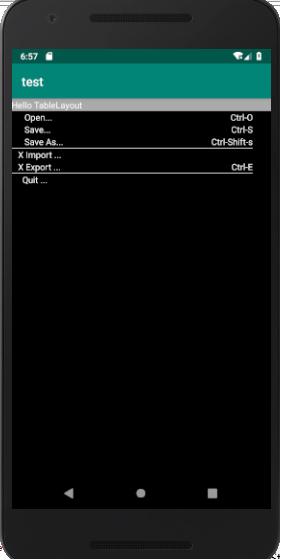 6:57
test
Hello TableLayout
Open... Ctrl-O
Save... Ctrl-S
Save As... Ctrl-Shift-s
X Import ...
X Export ... Ctrl-E
Quit ...